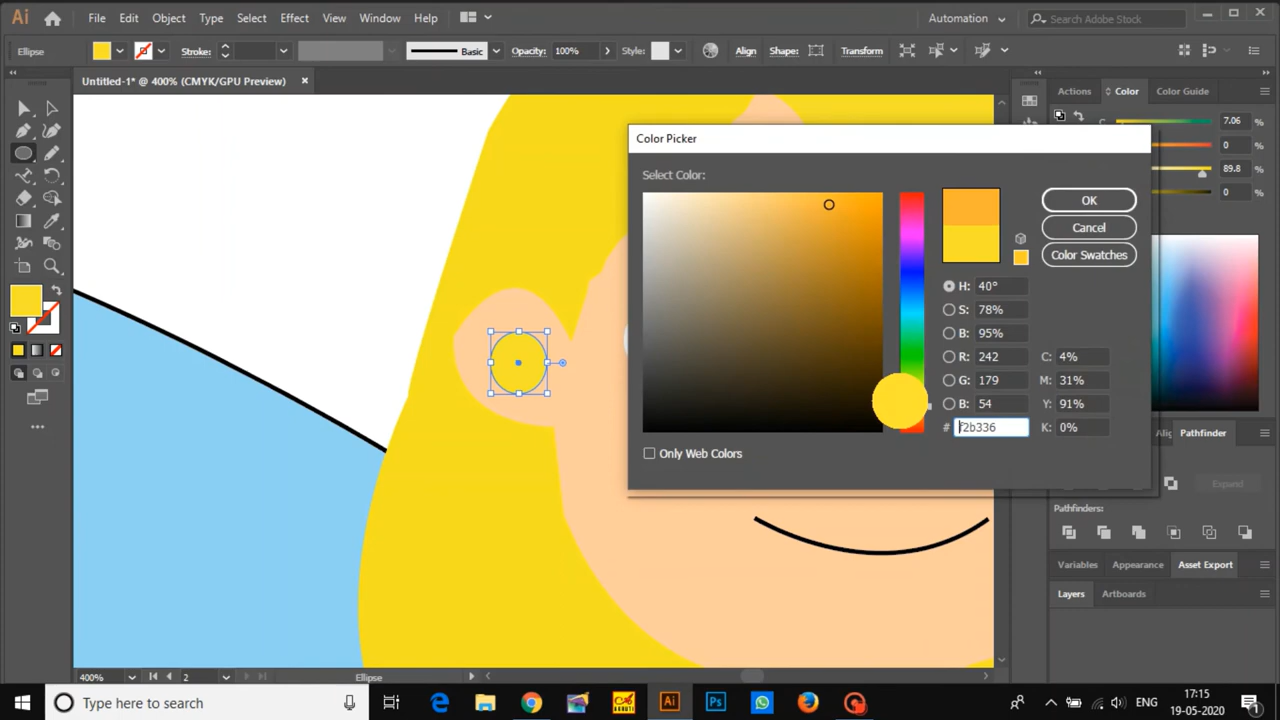 Ai File Edit Object Type Select Effect View Window Help Automation Search Adobe Stock
Ellipse Stroke: Basic Opacity: 100% Style: Align Shape: Transform
Untitled-1* @ 400% (CMYK/GPU Preview)
Actions Color Color Guide
7.06 %
0 %
89.8 %
0 %
Color Picker
Select Color:
OK
Cancel
Color Swatches
H: 40°
S: 78%
B: 95%
R: 242 C: 4%
G: 179 M: 31%
B: 54 Y: 91%
# f2b336 K: 0%
Only Web Colors
Pathfinder
Expand
Pathfinders:
Variables Appearance Asset Export
Layers Artboards
400% 2 Ellipse
Type here to search
Ai Ps
ENG
17:15
19-05-2020
1